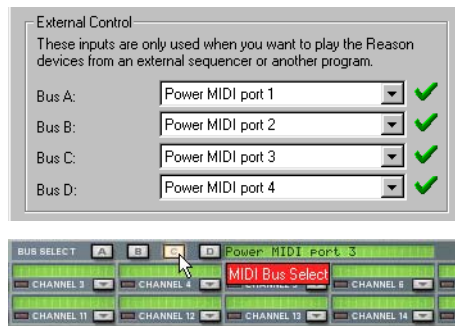 External Control
These inputs are only used when you want to play the Reason
devices from an external sequencer or another program.
Bus A: Power MIDI port 1
Bus B: Power MIDI port 2
Bus C: Power MIDI port 3
Bus D: Power MIDI port 4
BUS SELECT A B C D Power MIDI port 3
MIDI Bus Select
CHANNEL 3 CHANNEL 4 CHANNEL 6
CHANNEL 11 CHANNEL 12 CHANNEL 13 CHANNEL 14